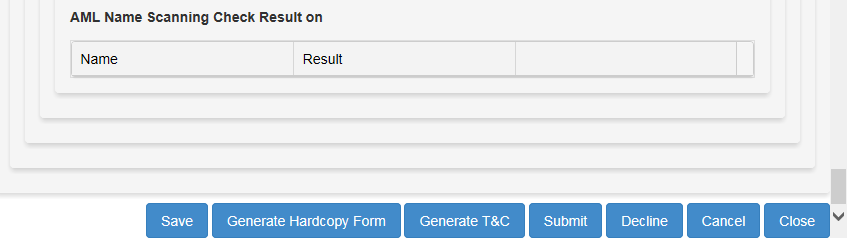 AML Name Scanning Check Result on
Name Result
Save Generate Hardcopy Form Generate T&C Submit Decline Cancel Close